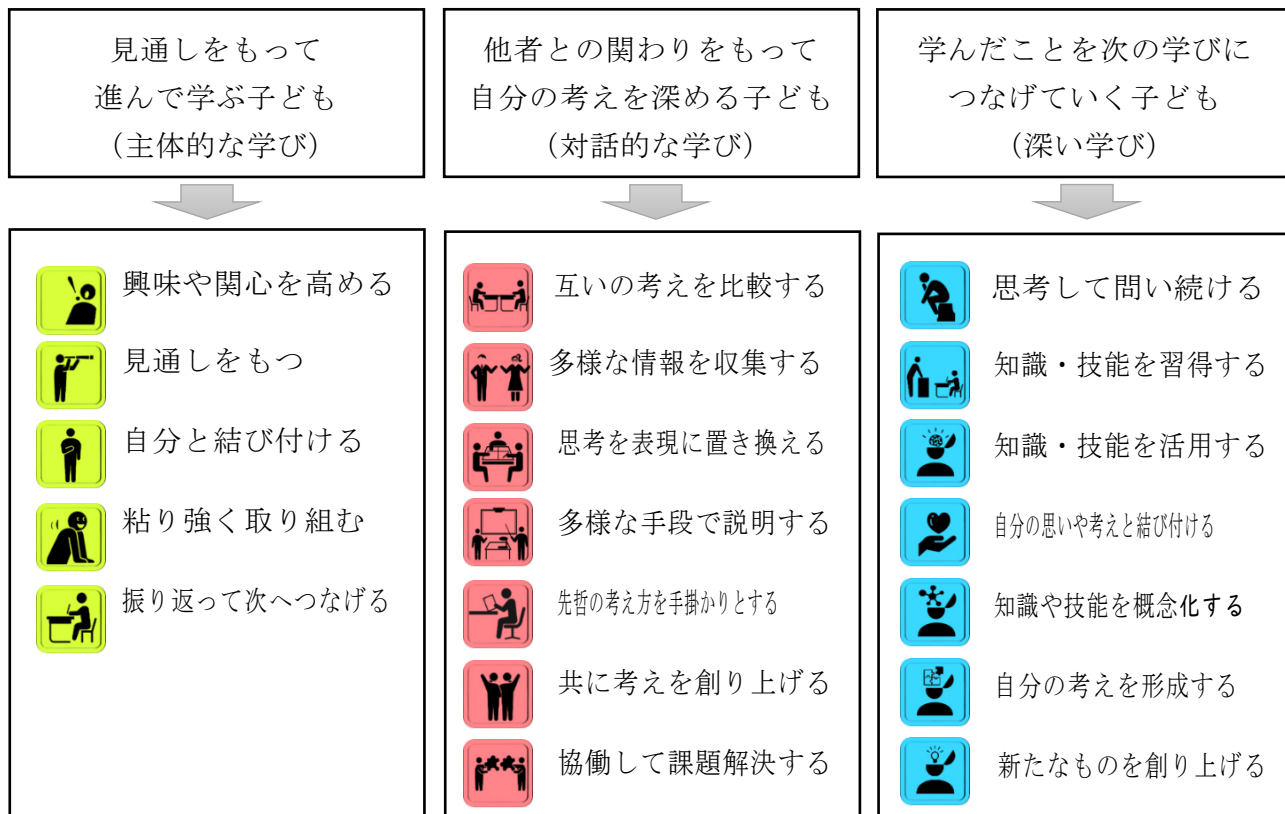 見通しをもって
進んで学ぶ子ども
(主体的な学び)
他者との関わりをもって
自分の考えを深める子ども
(対話的な学び)
学んだことを次の学びに
つなげていく子ども
(深い学び)
興味や関心を高める
見通しをもつ
自分と結び付ける
粘り強く取り組む
振り返って次へつなげる
互いの考えを比較する
多様な情報を収集する
思考を表現に置き換える
多様な手段で説明する
先哲の考え方を手掛かりとする
共に考えを創り上げる
協働して課題解決する
思考して問い続ける
知識・技能を習得する
知識・技能を活用する
自分の思いや考えと結び付ける
知識や技能を概念化する
自分の考えを形成する
新たなものを創り上げる